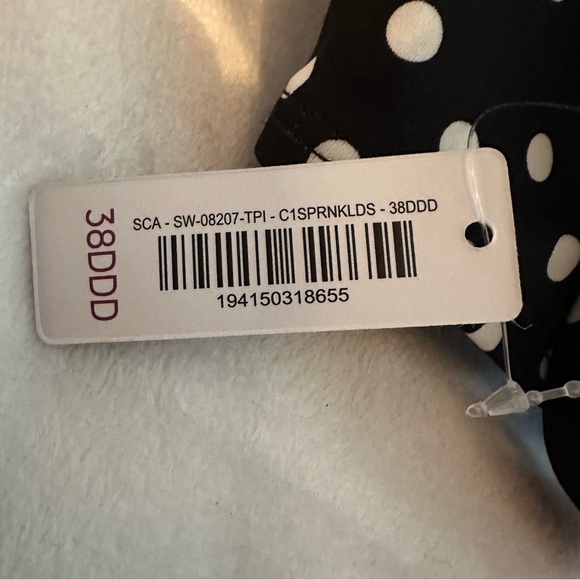 SCA - SW-08207-TPI - C1SPRNKLDS - 38DDD
194150318655
38DDD